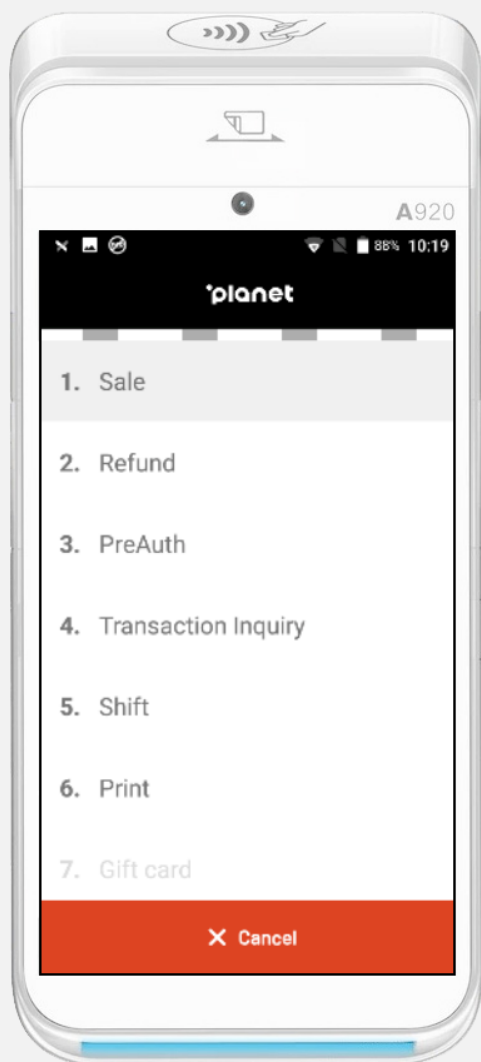 A920
88% 10:19
planet
1. Sale
2. Refund
3. PreAuth
4. Transaction Inquiry
5. Shift
6. Print
7. Gift card
Cancel